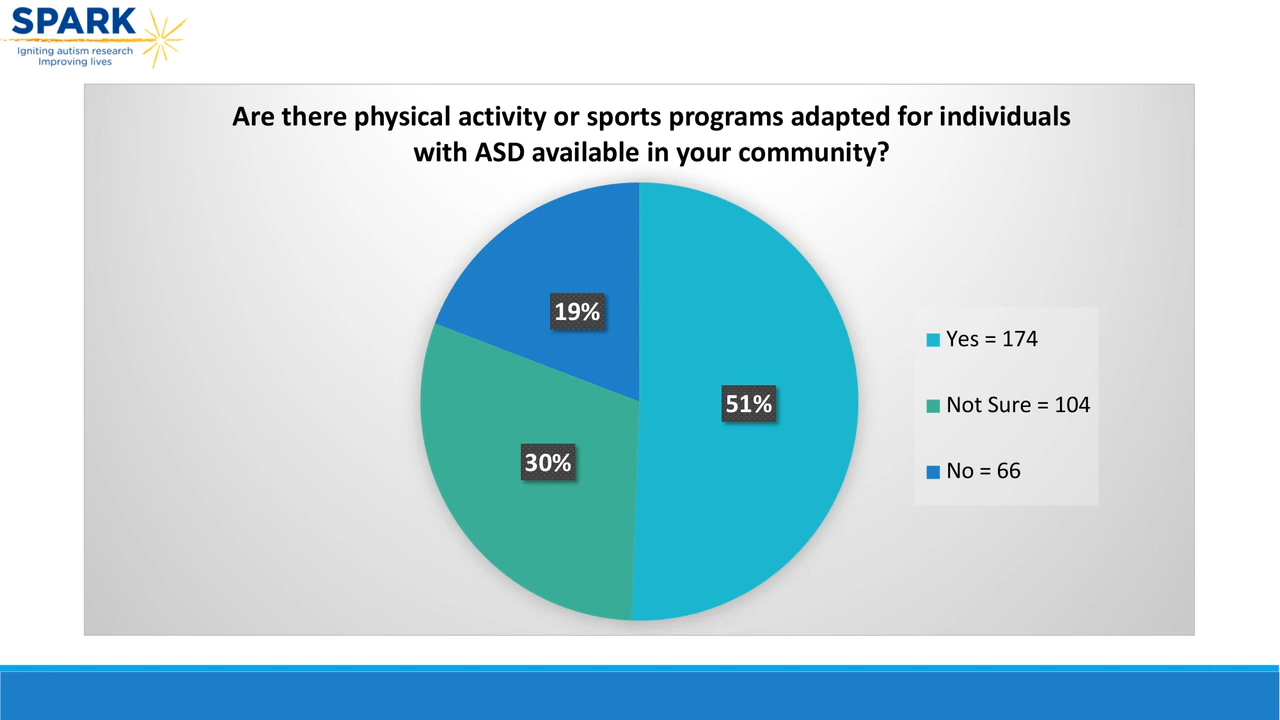 SPARK
Igniting autism research
Improving lives
Are there physical activity or sports programs adapted for individuals
with ASD available in your community?
19%
51%
30%
Yes = 174
Not Sure = 104
No = 66